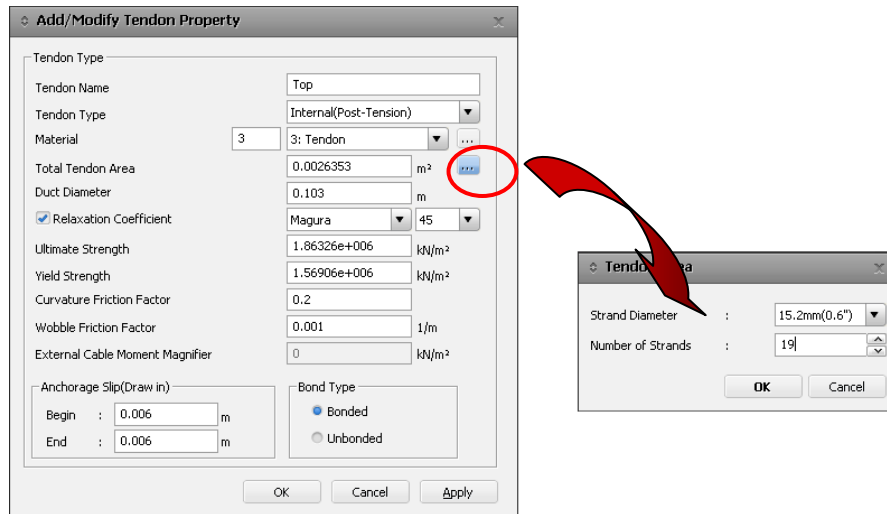 Add/Modify Tendon Property
Tendon Type
Tendon Name Top
Tendon Type Internal(Post-Tension)
Material 3 3: Tendon ...
Total Tendon Area 0.0026353 m² ...
Duct Diameter 0.103 m
Relaxation Coefficient Magura 45
Ultimate Strength 1.86326e+006 kN/m²
Yield Strength 1.56906e+006 kN/m²
Curvature Friction Factor 0.2
Wobble Friction Factor 0.001 1/m
External Cable Moment Magnifier 0 kN/m²
Anchorage Slip(Draw in)
Begin : 0.006 m
End : 0.006 m
Bond Type
Bonded
Unbonded
OK Cancel Apply
Strand Diameter : 15.2mm(0.6")
Number of Strands : 19
OK Cancel